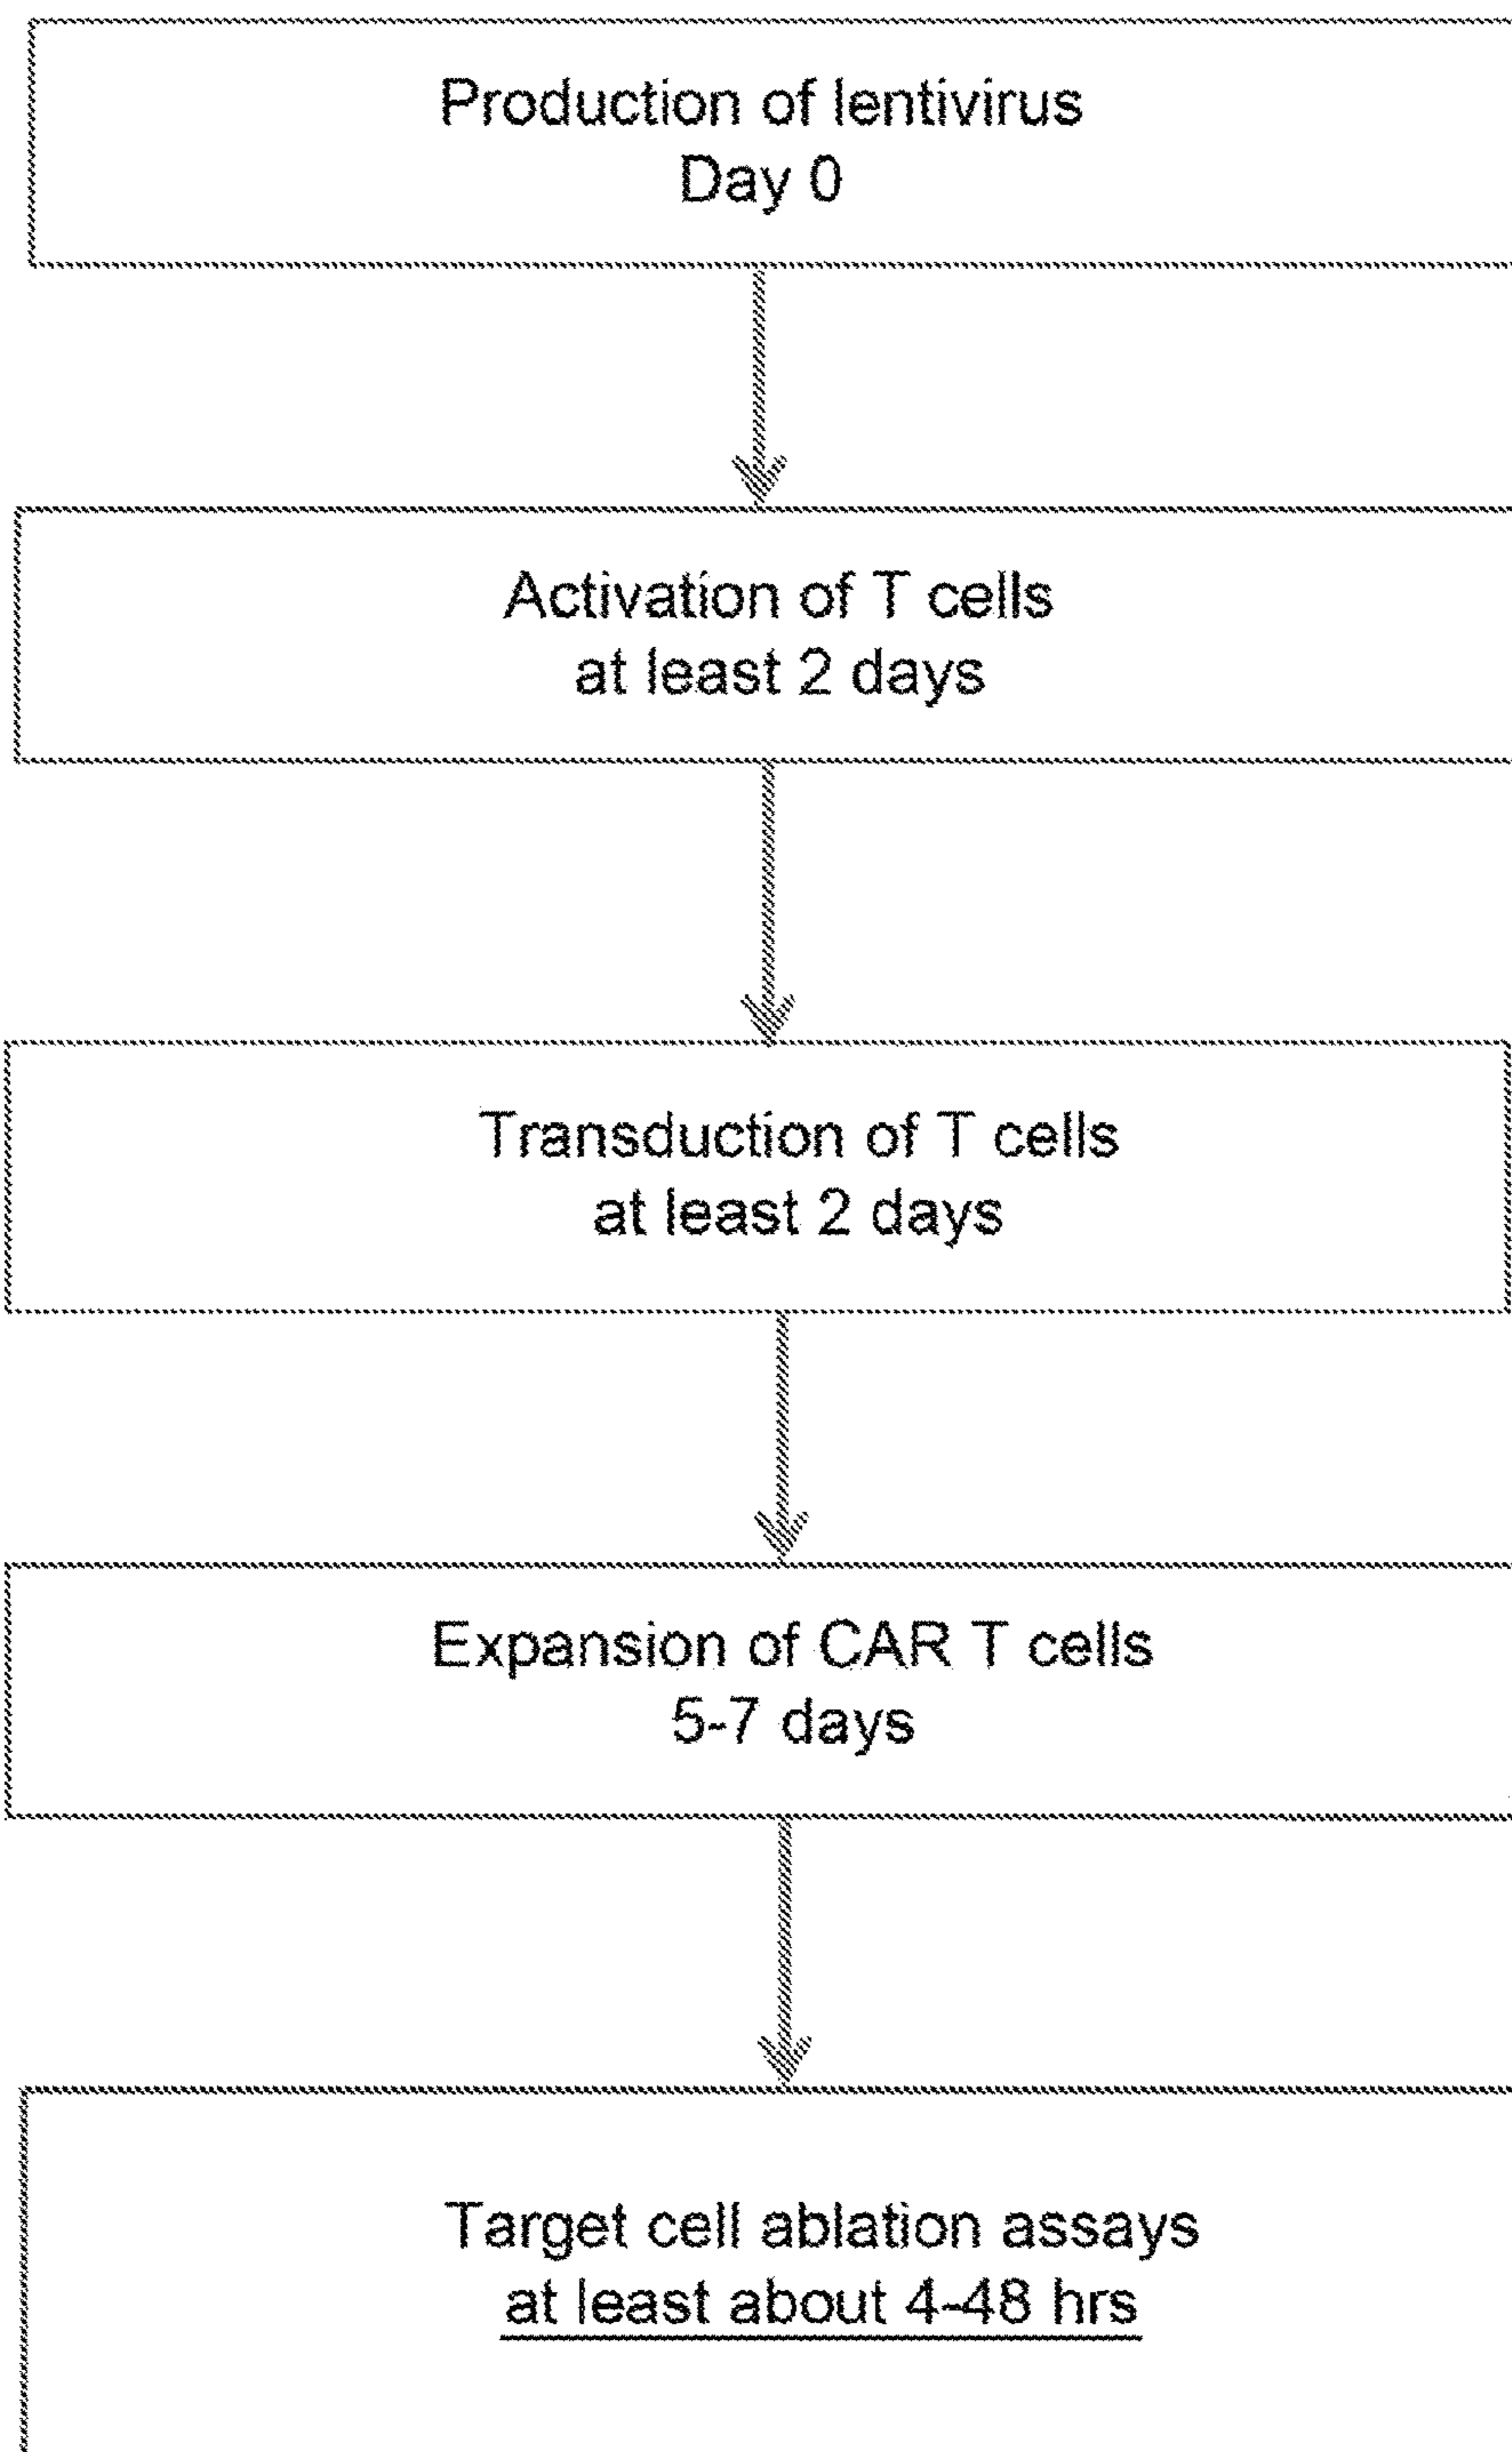 Production of lentivirus
Day 0
Activation of T cells
at least 2 days
Transduction of T cells
at least 2 days
Expansion of CAR T cells
5-7 days
Target cell ablation assays
at least about 4-48 hrs